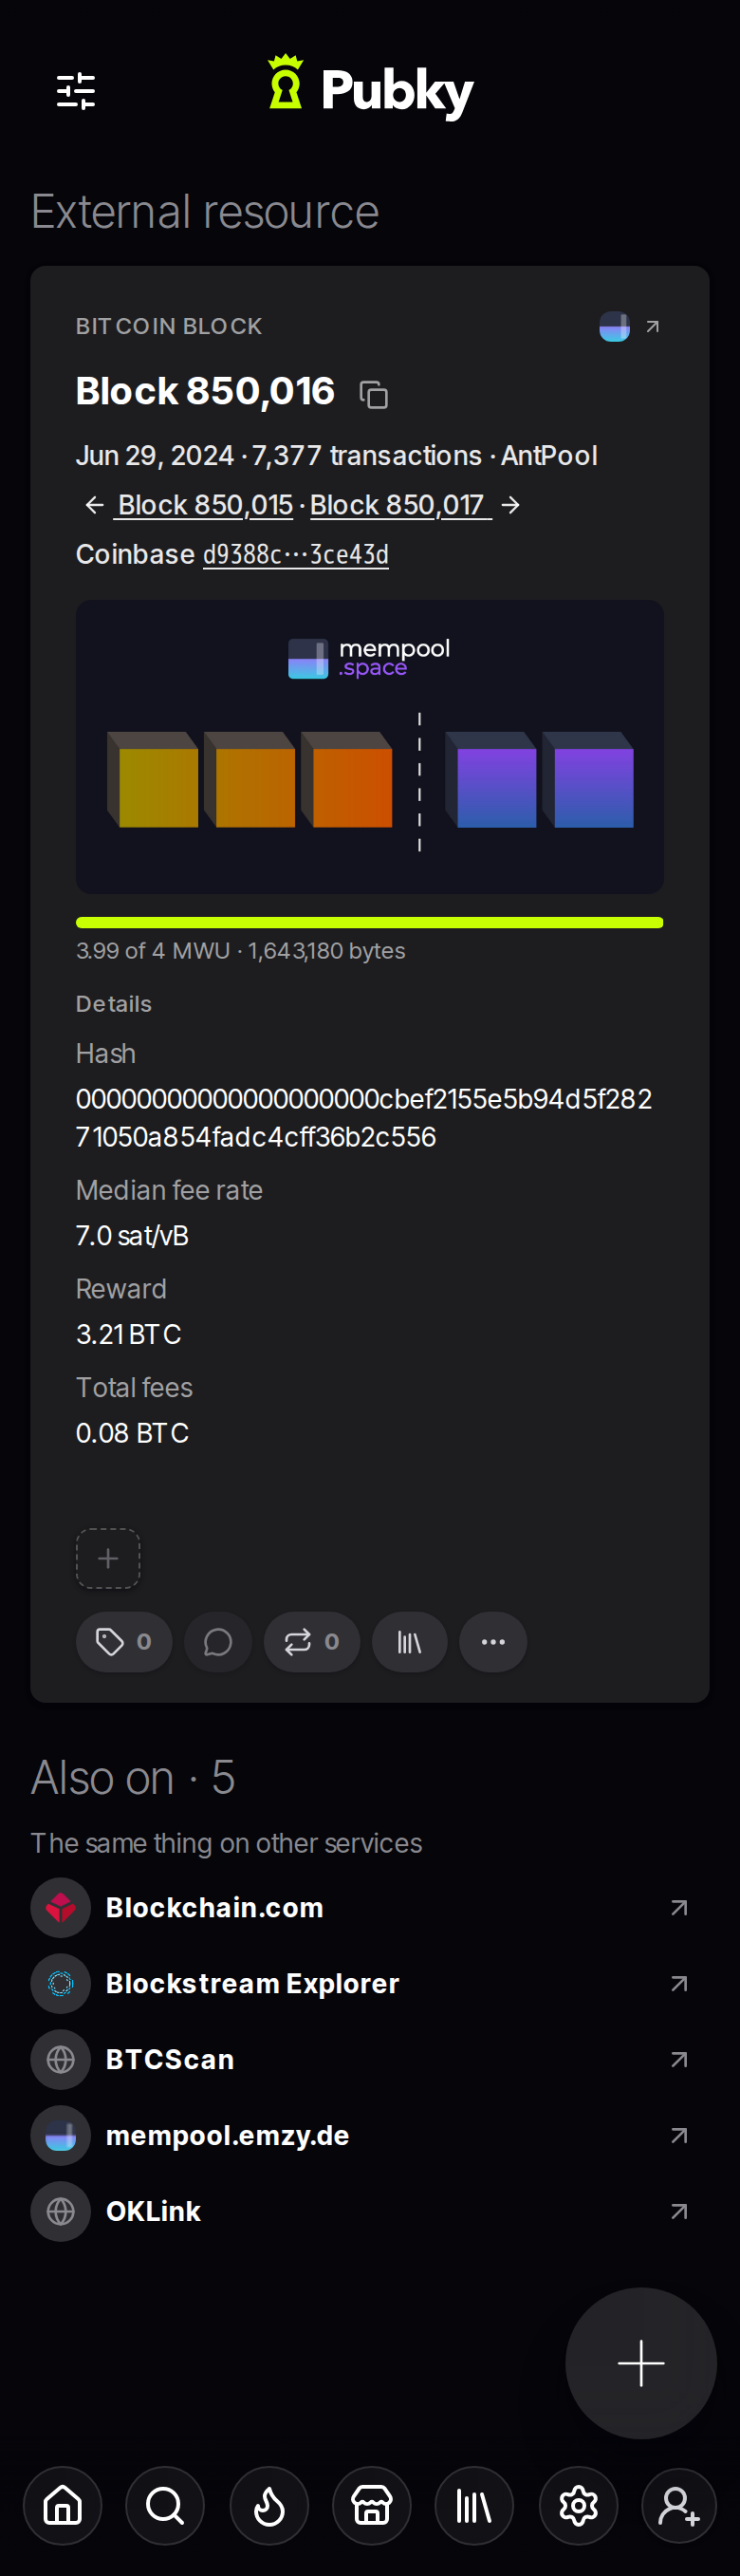 Pubky
External resource
BITCOIN BLOCK
Block 850,016
Jun 29, 2024 · 7,377 transactions · AntPool
← Block 850,015 · Block 850,017 →
Coinbase d9388c···3ce43d
mempool
.space
3.99 of 4 MWU · 1,643,180 bytes
Details
Hash
00000000000000000000cbef2155e5b94d5f282
71050a854fadc4cff36b2c556
Median fee rate
7.0 sat/vB
Reward
3.21 BTC
Total fees
0.08 BTC
0
0
Also on · 5
The same thing on other services
Blockchain.com
Blockstream Explorer
BTCScan
mempool.emzy.de
OKLink